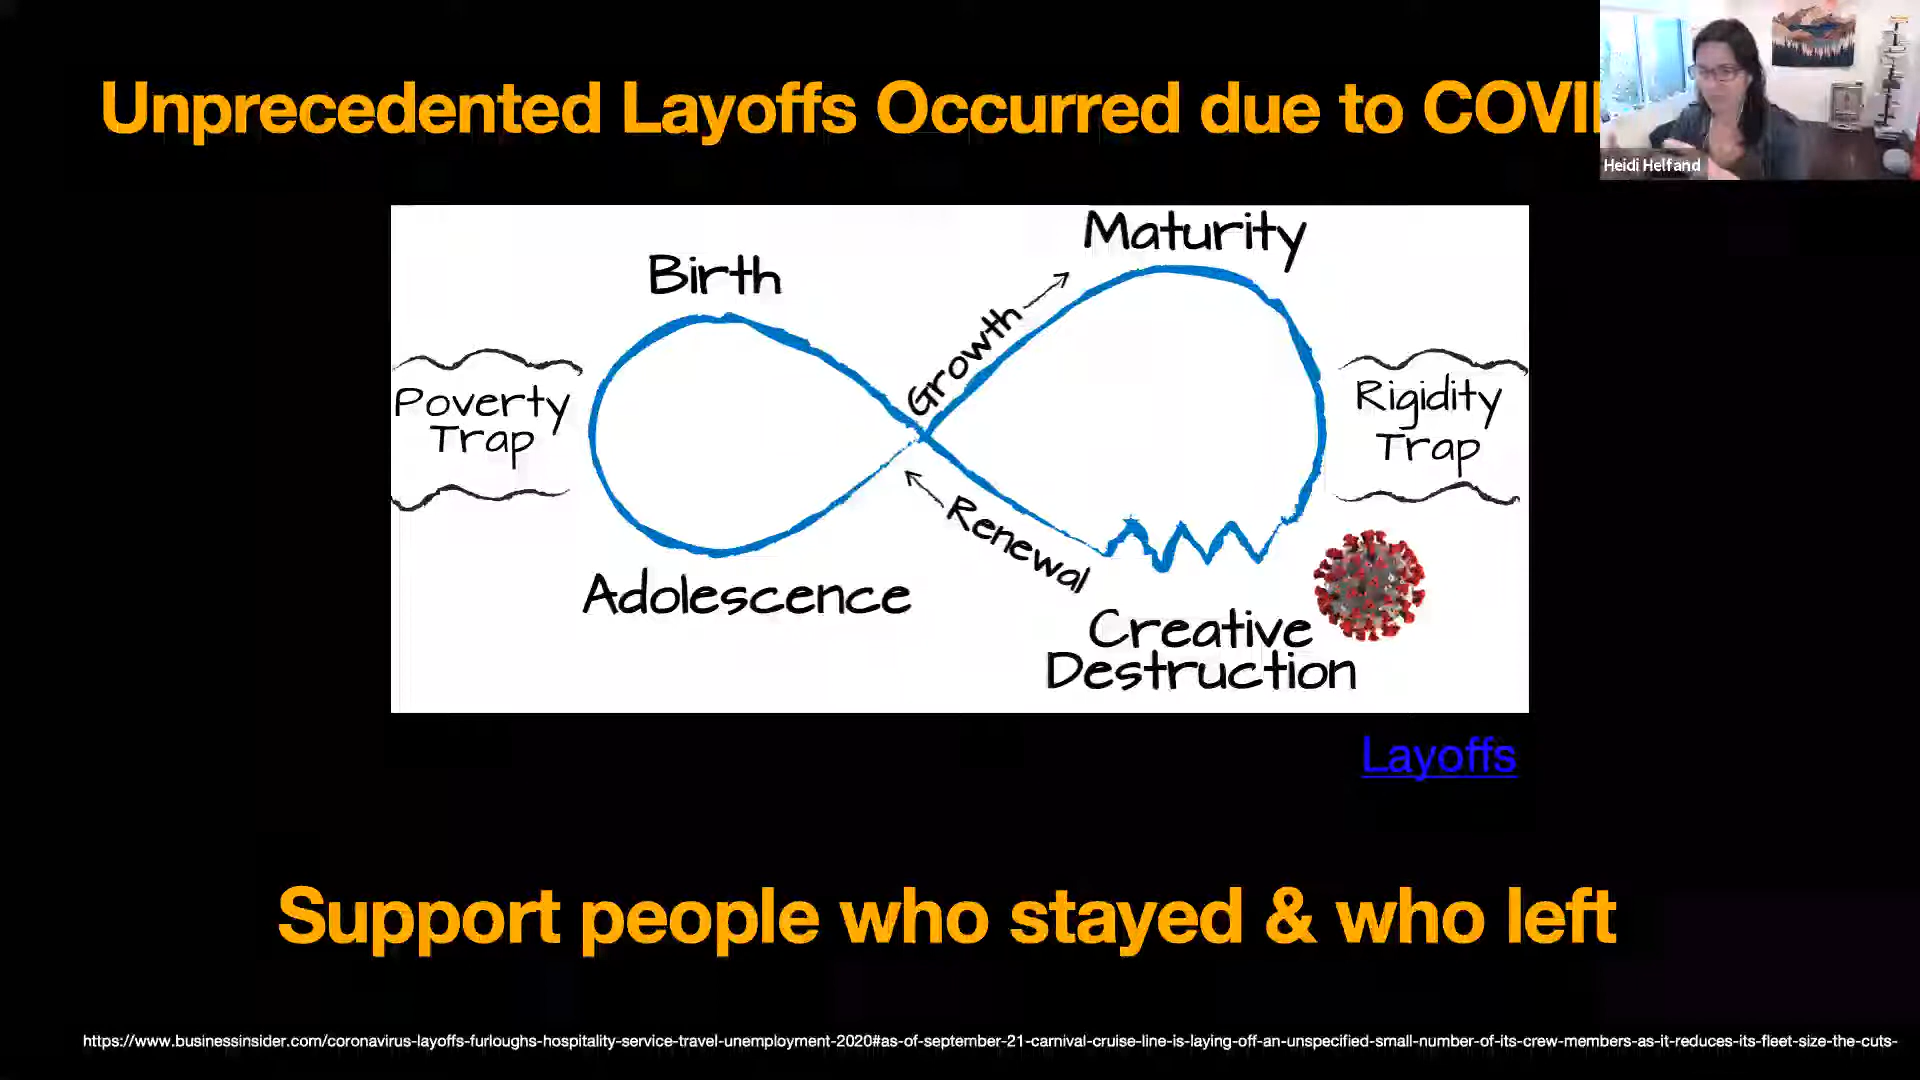 Unprecedented Layoffs Occurred due to COVI
Heidi Helfand
Maturity
Birth
Growth
Poverty
Trap
Rigidity
Trap
Renewal
Adolescence
Creative
Destruction
Layoffs
Support people who stayed & who left
https://www.businessinsider.com/coronavirus-layoffs-furloughs-hospitality-service-travel-unemployment-2020#as-of-september-21-carnival-cruise-line-is-laying-off-an-unspecified-small-number-of-its-crew-members-as-it-reduces-its-fleet-size-the-cuts-